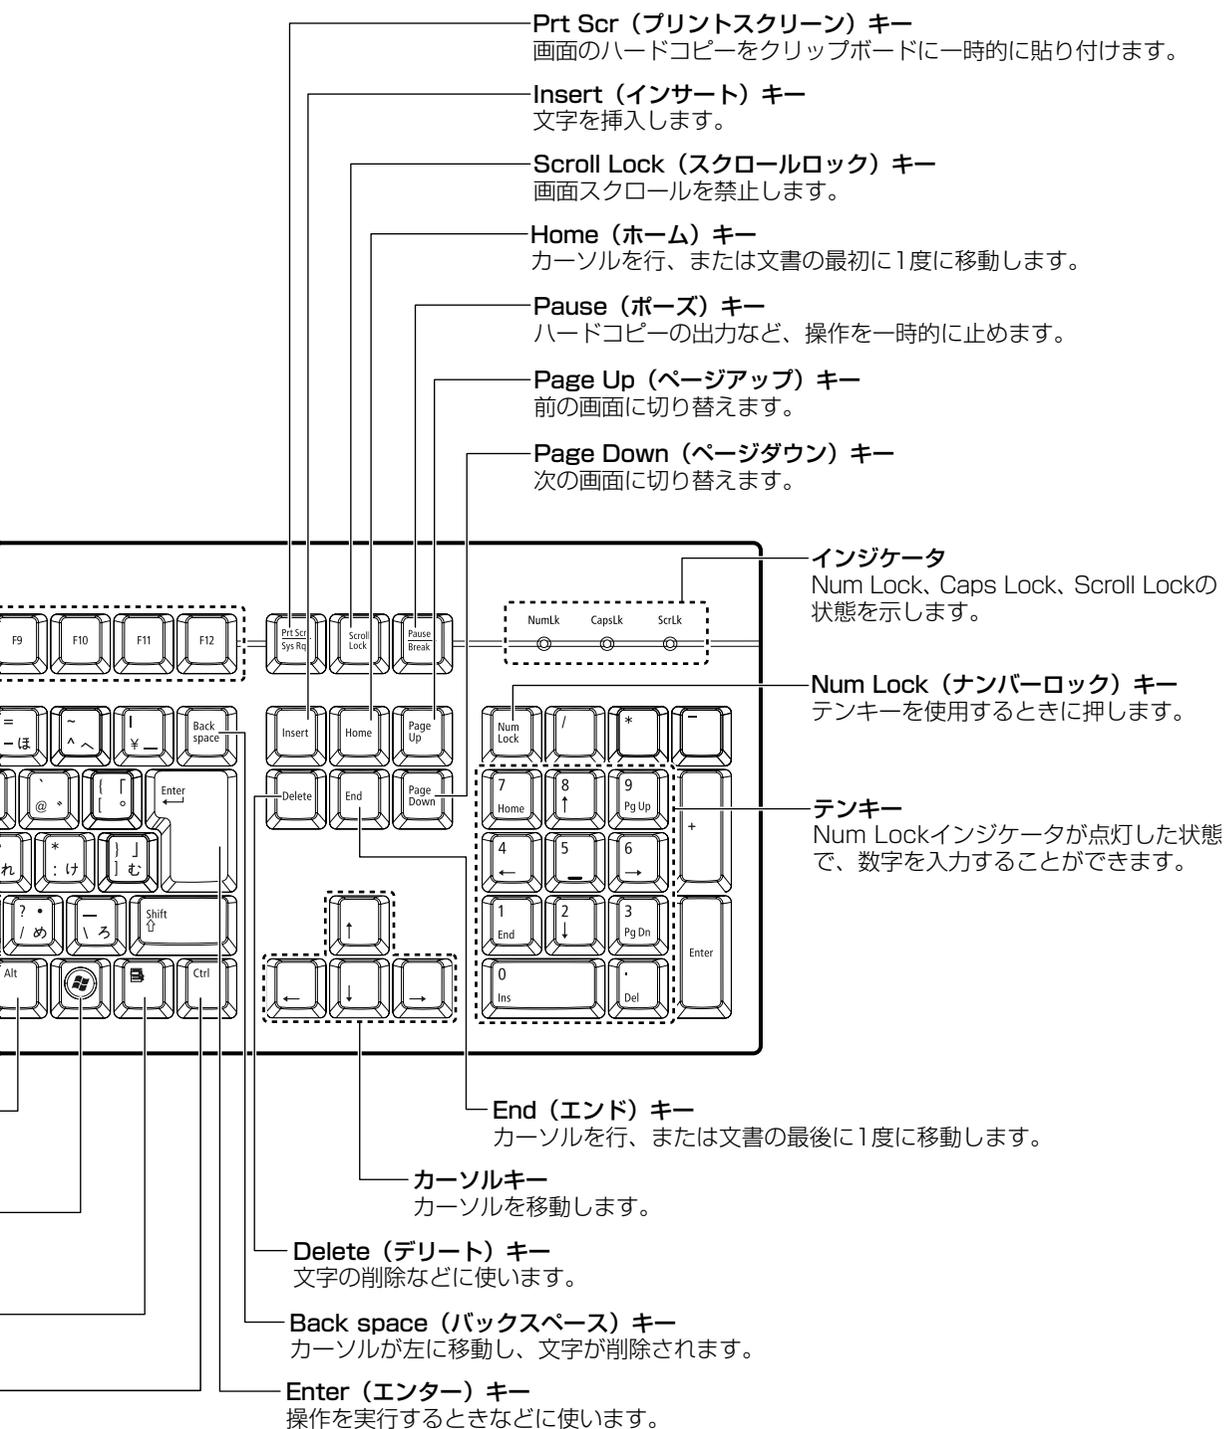 Prt Scr（プリントスクリーン）キー
画面のハードコピーをクリップボードに一時的に貼り付けます。
Insert（インサート）キー
文字を挿入します。
Scroll Lock（スクロールロック）キー
画面スクロールを禁止します。
Home（ホーム）キー
カーソルを行、または文書の最初に1度に移動します。
Pause（ポーズ）キー
ハードコピーの出力など、操作を一時的に止めます。
Page Up（ページアップ）キー
前の画面に切り替えます。
Page Down（ページダウン）キー
次の画面に切り替えます。
インジケータ
Num Lock、Caps Lock、Scroll Lockの
状態を示します。
NumLk CapsLk ScrLk
F9 F10 F11 F12
Prt Scr
Sys Rq
Scroll
Lock
Pause
Break
Num Lock（ナンバーロック）キー
テンキーを使用するときに押します。
=
- ほ
~
^ へ
|
¥ ー
Back
space
Insert
Home
Page
Up
Num
Lock
/
*
-
`
@ ゛
{ 「
[ ゜
Enter
Delete
End
Page
Down
7
Home
8
↑
9
Pg Up
+
テンキー
Num Lockインジケータが点灯した状態
で、数字を入力することができます。
れ
*
: け
} 」
] む
4
←
5
6
→
? ・
/ め
\ ろ
Shift
⇧
↑
1
End
2
↓
3
Pg Dn
Enter
Alt
Ctrl
←
↓
→
0
Ins
.
Del
End（エンド）キー
カーソルを行、または文書の最後に1度に移動します。
カーソルキー
カーソルを移動します。
Delete（デリート）キー
文字の削除などに使います。
Back space（バックスペース）キー
カーソルが左に移動し、文字が削除されます。
Enter（エンター）キー
操作を実行するときなどに使います。